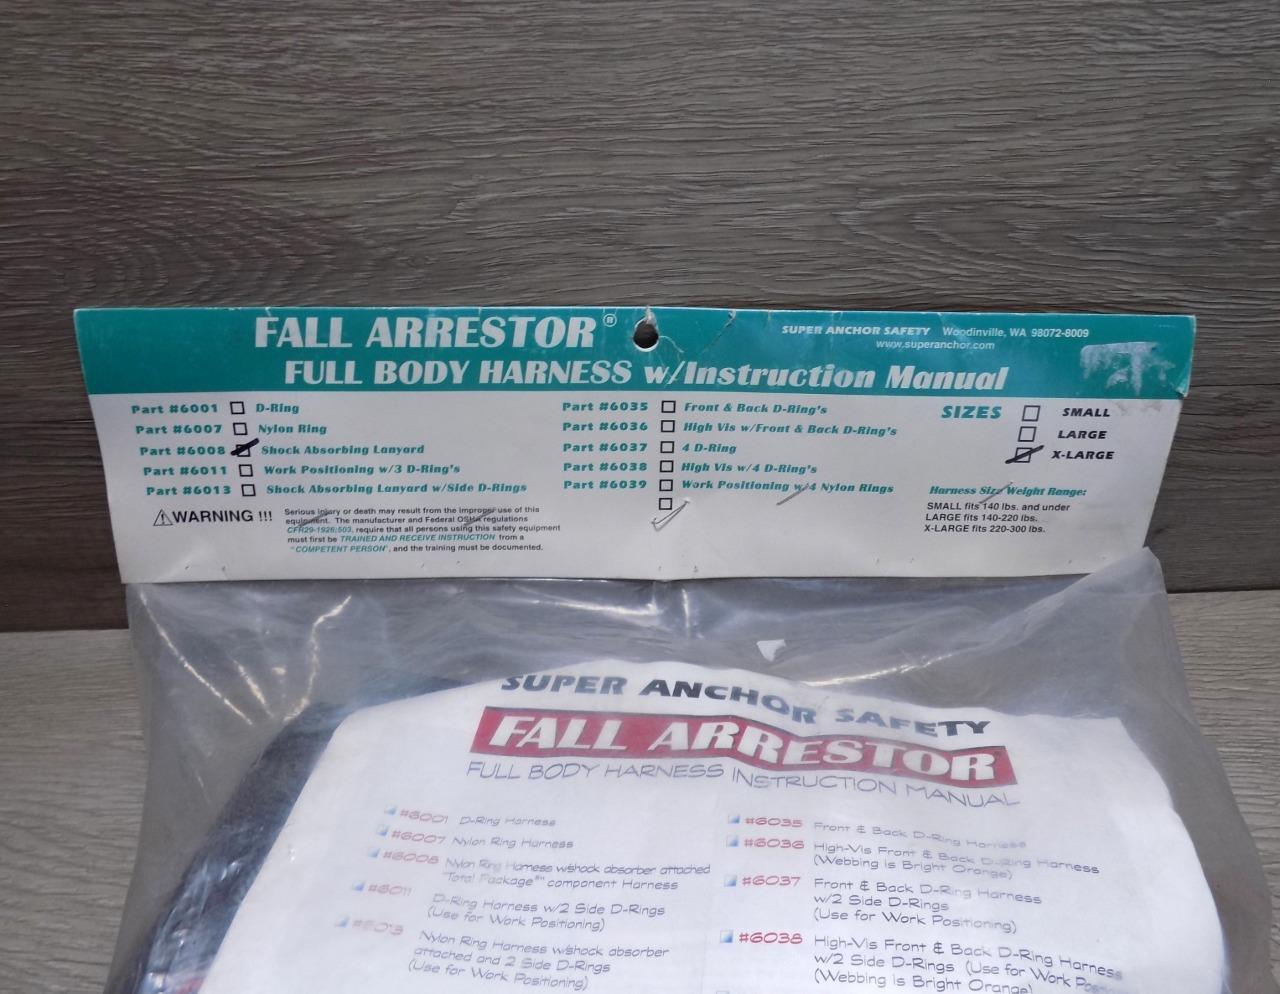 FALL ARRESTOR®
FULL BODY HARNESS w/Instruction Manual
SUPER ANCHOR SAFETY Woodinville, WA 98072-8009
www.superanchor.com
Part #6001 D-Ring
Part #6007 Nylon Ring
Part #6008 Shock Absorbing Lanyard
Part #6011 Work Positioning w/3 D-Ring's
Part #6013 Shock Absorbing Lanyard w/Side D-Rings
Part #6035 Front & Back D-Ring's
Part #6036 High Vis w/Front & Back D-Ring's
Part #6037 4 D-Ring
Part #6038 High Vis w/4 D-Ring's
Part #6039 Work Positioning w/4 Nylon Rings
SIZES SMALL
LARGE
X-LARGE
Harness Size Weight Range:
SMALL fits 140 lbs. and under
LARGE fits 140-220 lbs.
X-LARGE fits 220-300 lbs.
WARNING !!!
Serious injury or death may result from the improper use of this
equipment. The manufacturer and Federal OSHA regulations
CFR29-1926;503, require that all persons using this safety equipment
must first be TRAINED AND RECEIVE INSTRUCTION from a
"COMPETENT PERSON", and the training must be documented.
SUPER ANCHOR SAFETY
FALL ARRESTOR
FULL BODY HARNESS INSTRUCTION MANUAL
#6001 D-Ring Harness
#6007 Nylon Ring Harness
#6008 Nylon Ring Harness w/shock absorber attached
"Total Package" component Harness
#6011 D-Ring Harness w/2 Side D-Rings
(Use for Work Positioning)
#6013 Nylon Ring Harness w/shock absorber
attached and 2 Side D-Rings
(Use for Work Positioning)
#6035 Front & Back D-Ring Harness
#6036 High-Vis Front & Back D-Ring Harness
(Webbing is Bright Orange)
#6037 Front & Back D-Ring Harness
w/2 Side D-Rings
(Use for Work Positioning)
#6038 High-Vis Front & Back D-Ring Harness
w/2 Side D-Rings (Use for Work
(Webbing is Bright Orange)